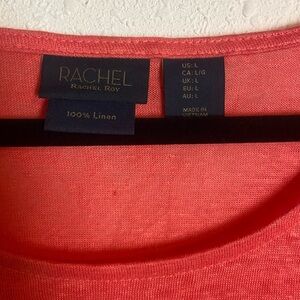 RACHEL
RACHEL ROY
100% Linen
US: L
CA: L/G
UK: L
EU: L
AU: L
MADE IN
VIETNAM